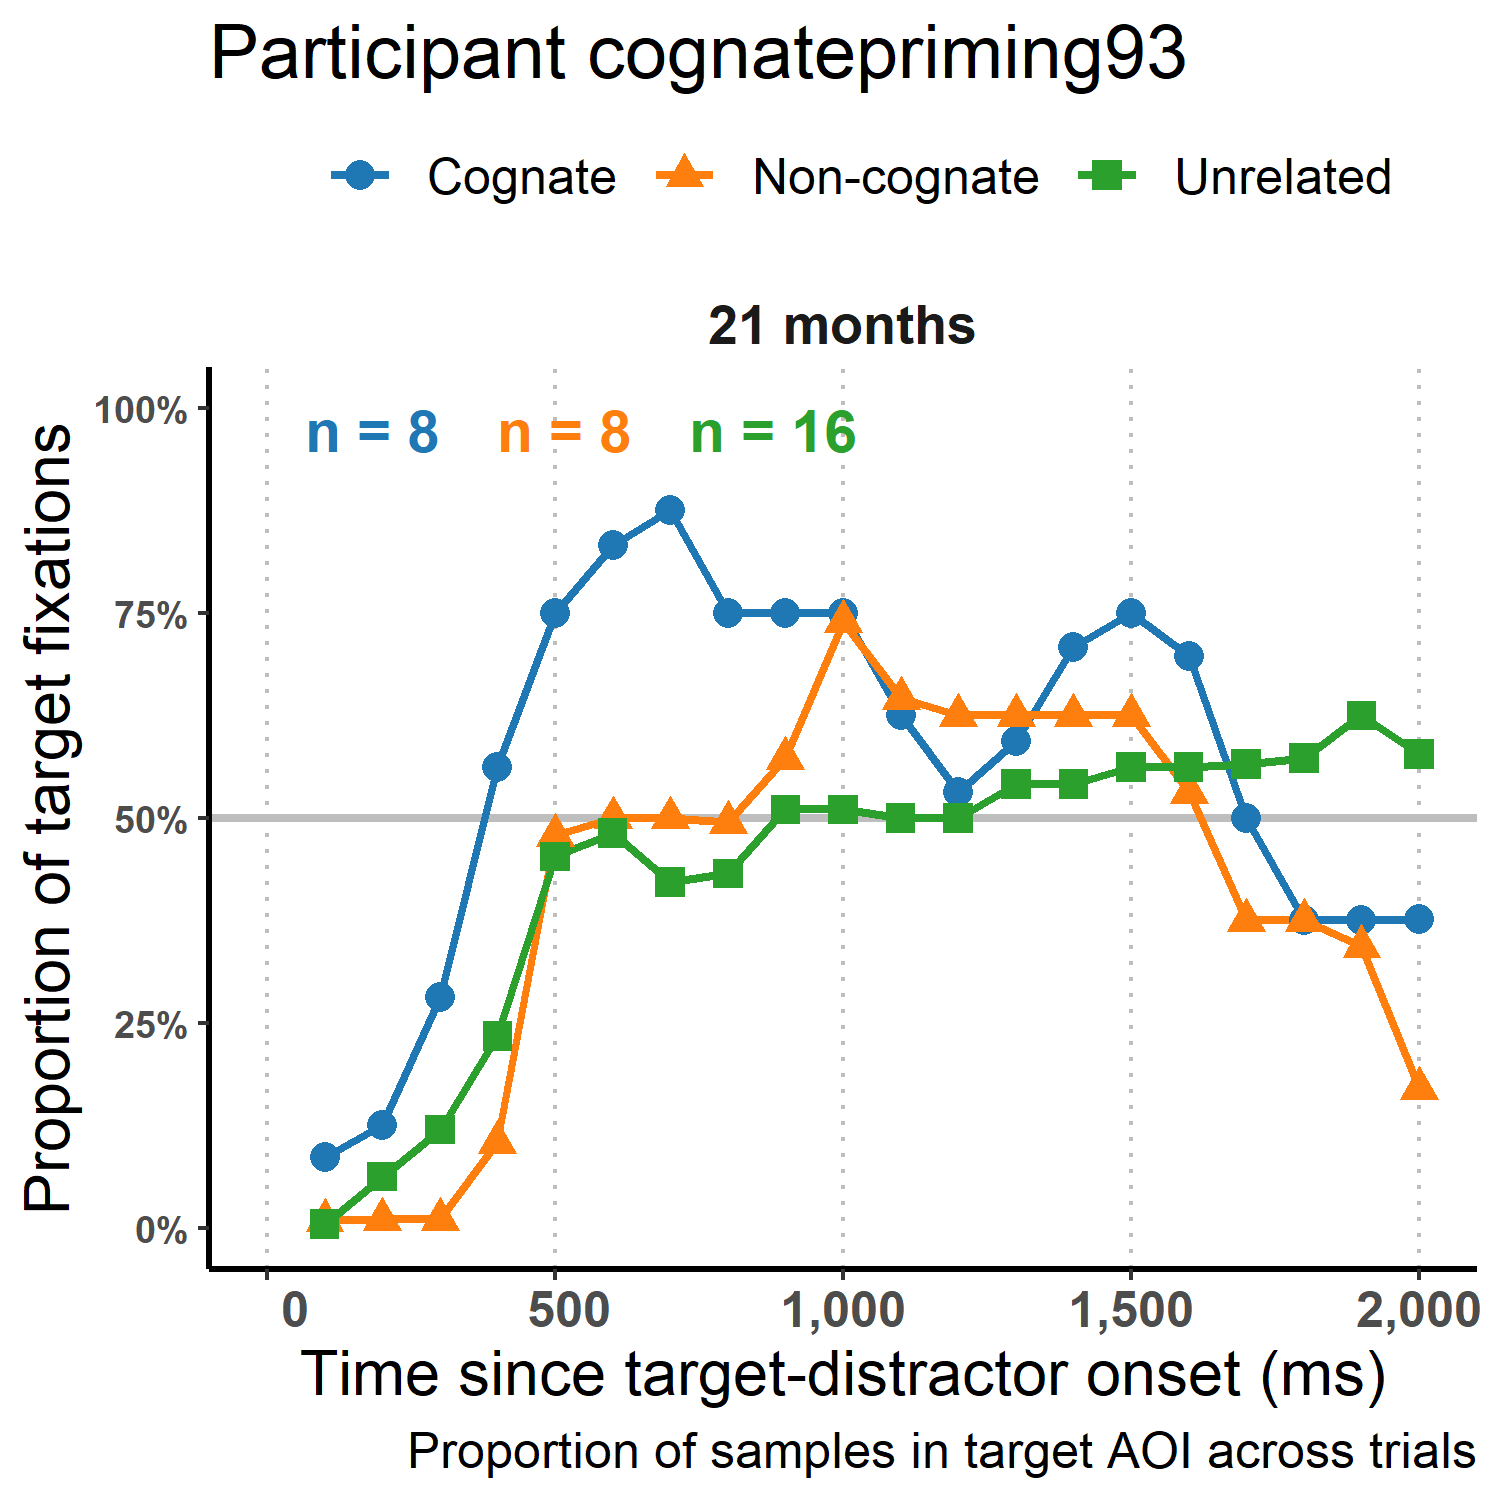 Participant cognatepriming93
Cognate Non-cognate Unrelated
21 months
n = 8 n = 8 n = 16
100%
75%
50%
25%
0%
Proportion of target fixations
0 500 1,000 1,500 2,000
Time since target-distractor onset (ms)
Proportion of samples in target AOI across trials